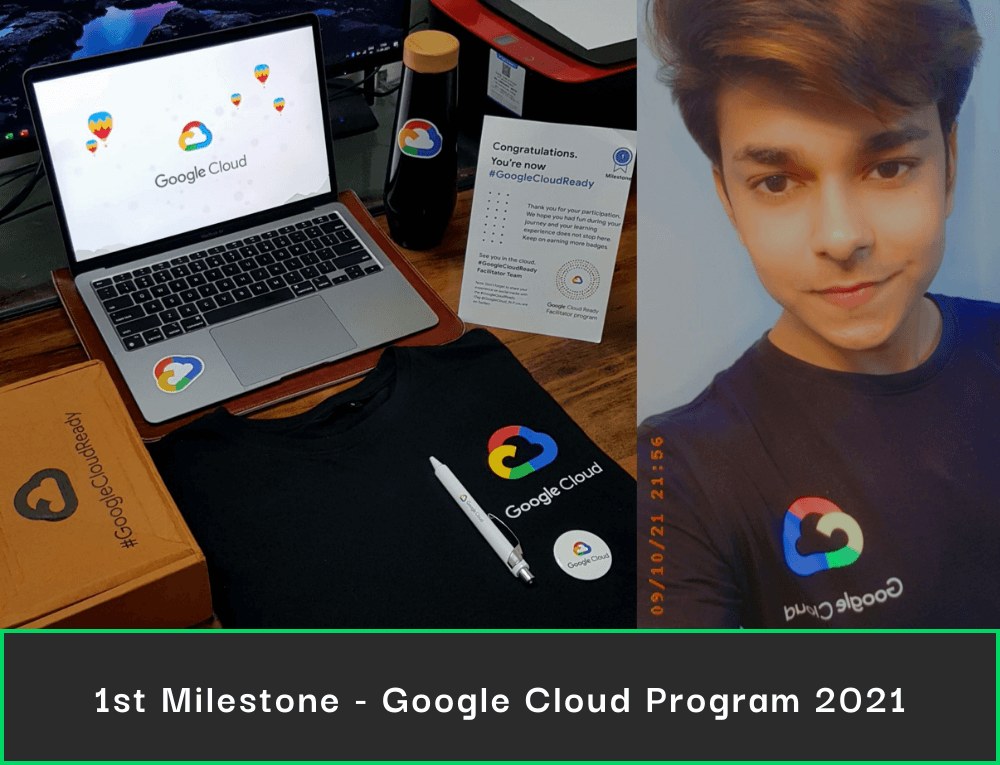 Google Cloud
Congratulations.
You're now
#GoogleCloudReady
Milestone
Thank you for your participation.
We hope you had fun during your
journey and your learning
experience does not stop here.
Keep on earning more badges.
See you in the cloud,
#GoogleCloudReady
Facilitator Team
Google Cloud Ready
Facilitator program
#GoogleCloudReady
Google Cloud
Google Cloud
Google Cloud
09/10/21 21:56
Google Cloud
1st Milestone - Google Cloud Program 2021